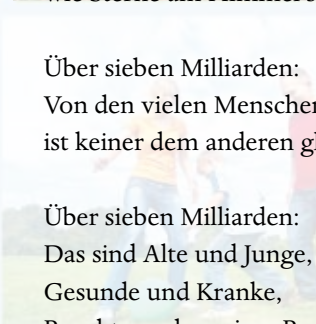 Über sieben Milliarden:
Von den vielen Menschen
ist keiner dem anderen
Über sieben Milliarden:
Das sind Alte und Junge,
Gesunde und Kranke,